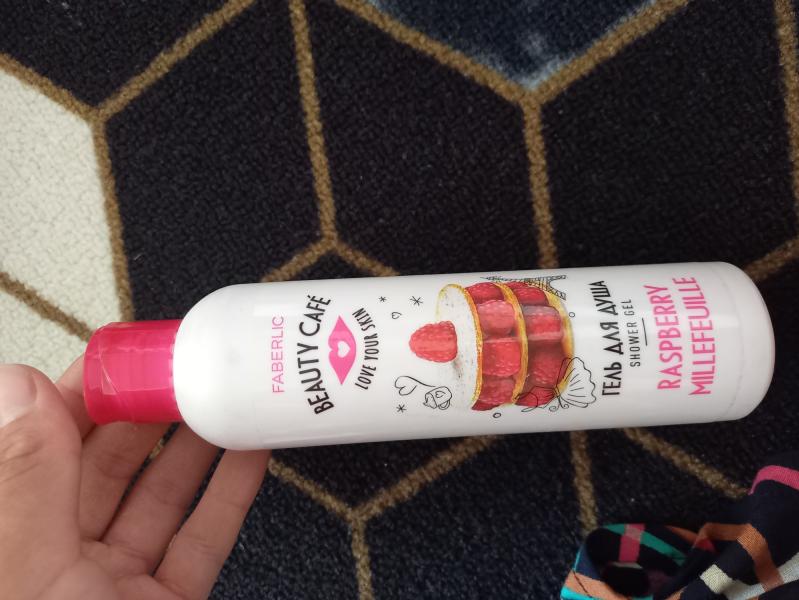 FABERLIC
BEAUTY CAFÉ
LOVE YOUR SKIN
ГЕЛЬ ДЛЯ ДУША
SHOWER GEL
RASPBERRY
MILLEFEUILLE